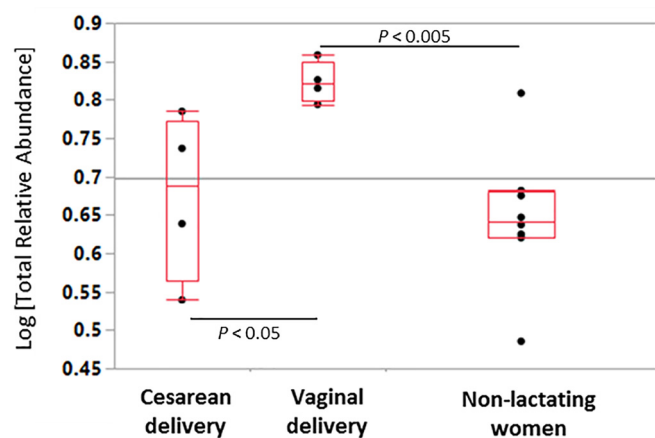 0.9
0.85
0.8
0.75
0.7
0.65
0.6
0.55
0.5
0.45
Log [Total Relative Abundance]
P < 0.005
P < 0.05
Cesarean
delivery
Vaginal
delivery
Non-lactating
women